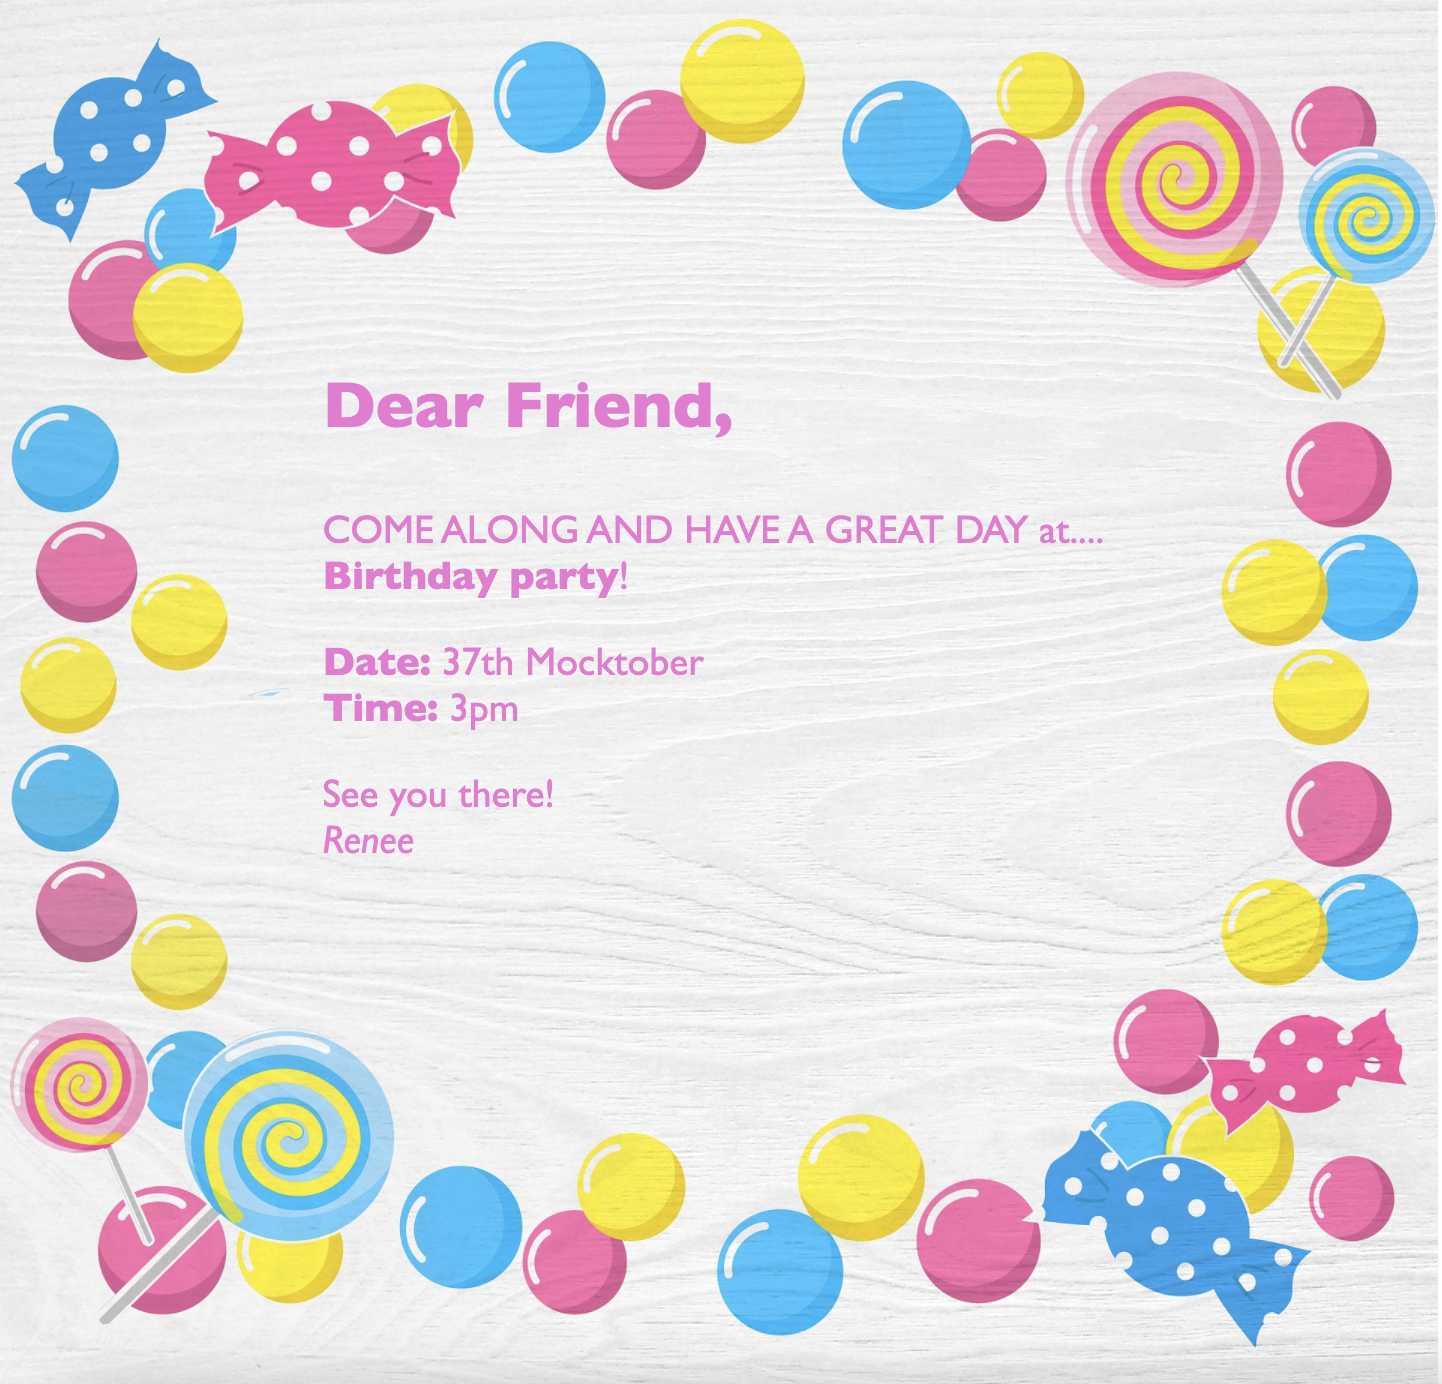 Dear Friend,
COME ALONG AND HAVE A GREAT DAY at....
Birthday party!
Date: 37th Mocktober
Time: 3pm
See you there!
Renee